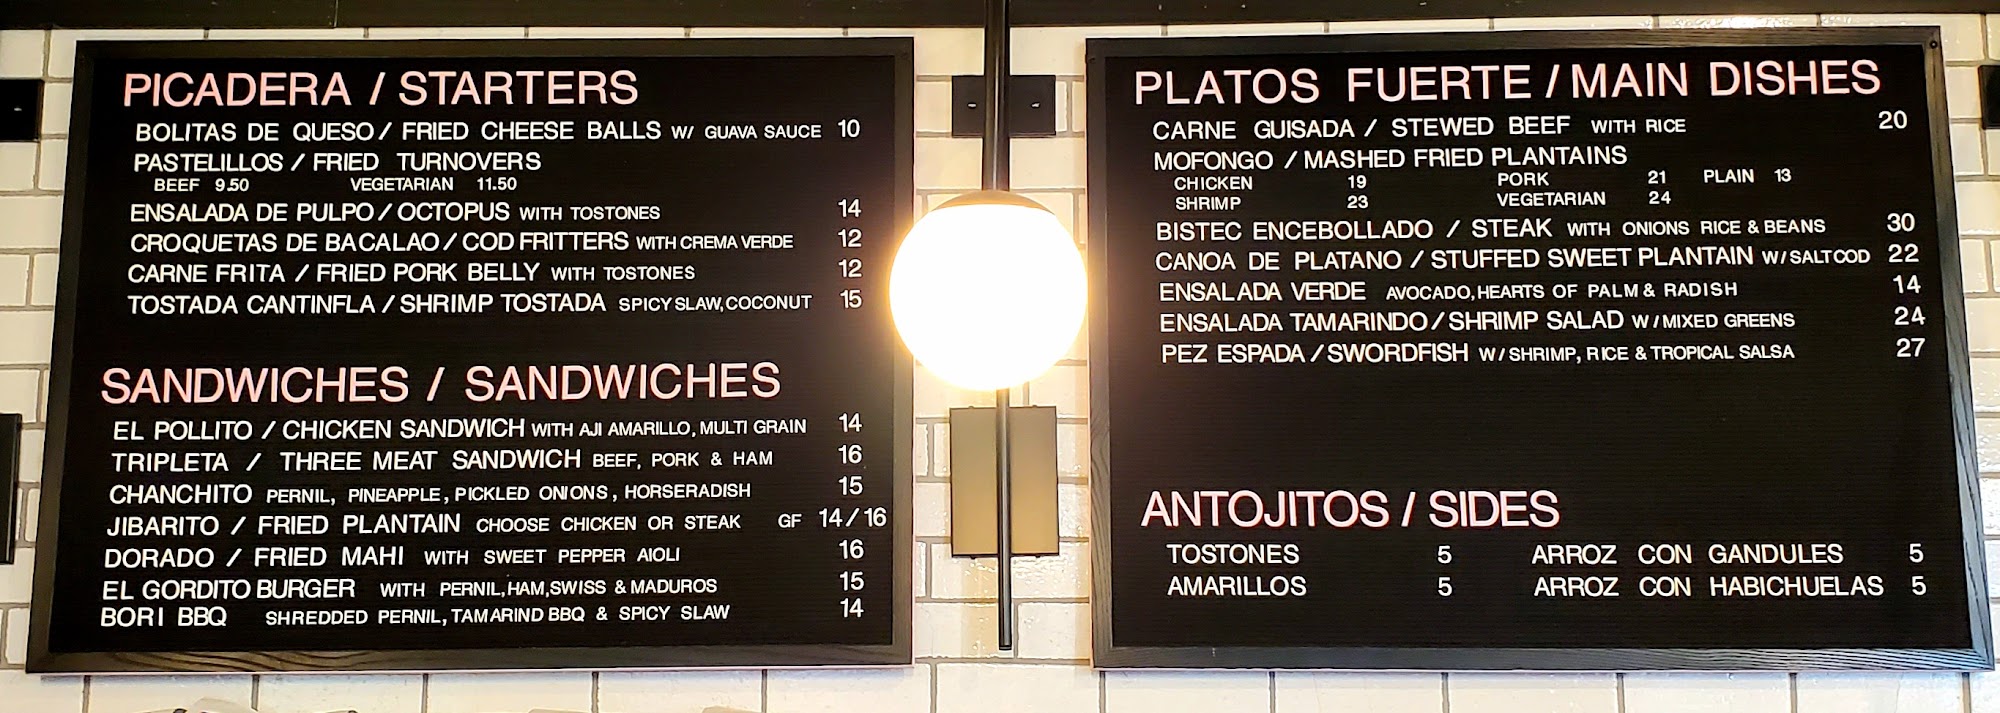 PICADERA / STARTERS
BOLITAS DE QUESO / FRIED CHEESE BALLS W/ GUAVA SAUCE 10
PASTELILLOS / FRIED TURNOVERS
BEEF 9.50 VEGETARIAN 11.50
ENSALADA DE PULPO / OCTOPUS WITH TOSTONES 14
CROQUETAS DE BACALAO / COD FRITTERS WITH CREMA VERDE 12
CARNE FRITA / FRIED PORK BELLY WITH TOSTONES 12
TOSTADA CANTINFLA / SHRIMP TOSTADA SPICY SLAW, COCONUT 15
SANDWICHES / SANDWICHES
EL POLLITO / CHICKEN SANDWICH WITH AJI AMARILLO, MULTI GRAIN 14
TRIPLETA / THREE MEAT SANDWICH BEEF, PORK & HAM 16
CHANCHITO PERNIL, PINEAPPLE, PICKLED ONIONS, HORSERADISH 15
JIBARITO / FRIED PLANTAIN CHOOSE CHICKEN OR STEAK GF 14/16
DORADO / FRIED MAHI WITH SWEET PEPPER AIOLI 16
EL GORDITO BURGER WITH PERNIL, HAM, SWISS & MADUROS 15
BORI BBQ SHREDDED PERNIL, TAMARIND BBQ & SPICY SLAW 14
PLATOS FUERTE / MAIN DISHES
CARNE GUISADA / STEWED BEEF WITH RICE 20
MOFONGO / MASHED FRIED PLANTAINS
CHICKEN 19 PORK 21 PLAIN 13
SHRIMP 23 VEGETARIAN 24
BISTEC ENCEBOLLADO / STEAK WITH ONIONS RICE & BEANS 30
CANOA DE PLATANO / STUFFED SWEET PLANTAIN W/ SALT COD 22
ENSALADA VERDE AVOCADO, HEARTS OF PALM & RADISH 14
ENSALADA TAMARINDO / SHRIMP SALAD W/ MIXED GREENS 24
PEZ ESPADA / SWORDFISH W/ SHRIMP, RICE & TROPICAL SALSA 27
ANTOJITOS / SIDES
TOSTONES 5 ARROZ CON GANDULES 5
AMARILLOS 5 ARROZ CON HABICHUELAS 5